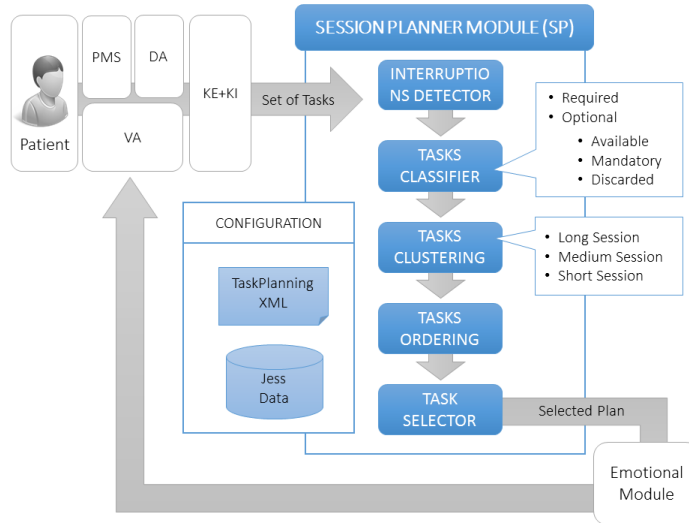 SESSION PLANNER MODULE (SP)
PMS
DA
KE+KI
Patient
VA
Set of Tasks
INTERRUPTIO
NS DETECTOR
• Required
• Optional
• Available
• Mandatory
• Discarded
TASKS
CLASSIFIER
CONFIGURATION
TaskPlanning
XML
Jess
Data
TASKS
CLUSTERING
• Long Session
• Medium Session
• Short Session
TASKS
ORDERING
TASK
SELECTOR
Selected Plan
Emotional
Module